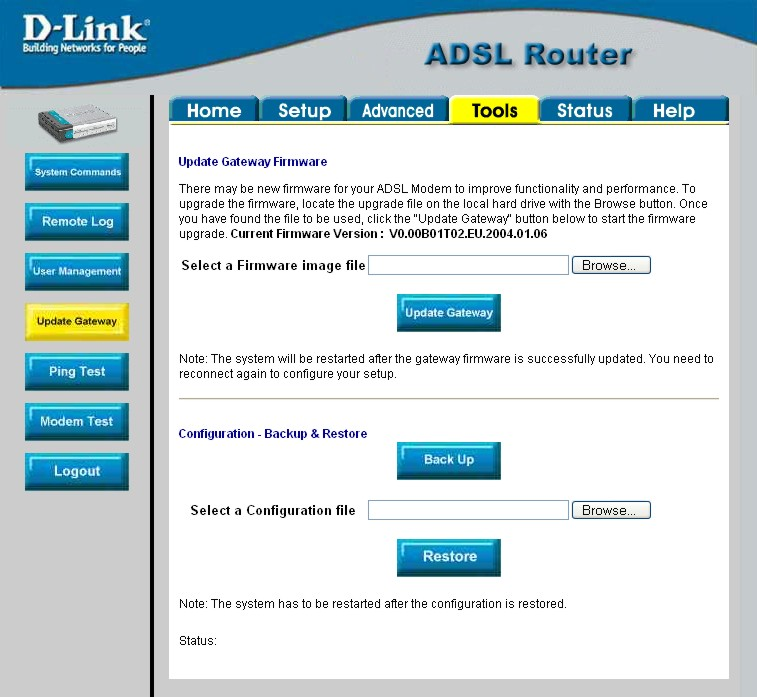 D-Link®
Building Networks for People
ADSL Router
Home Setup Advanced Tools Status Help
System Commands
Remote Log
User Management
Update Gateway
Ping Test
Modem Test
Logout
Update Gateway Firmware
There may be new firmware for your ADSL Modem to improve functionality and performance. To
upgrade the firmware, locate the upgrade file on the local hard drive with the Browse button. Once
you have found the file to be used, click the "Update Gateway" button below to start the firmware
upgrade. Current Firmware Version : V0.00B01T02.EU.2004.01.06
Select a Firmware image file Browse...
Update Gateway
Note: The system will be restarted after the gateway firmware is successfully updated. You need to
reconnect again to configure your setup.
Configuration - Backup & Restore
Back Up
Select a Configuration file Browse...
Restore
Note: The system has to be restarted after the configuration is restored.
Status: